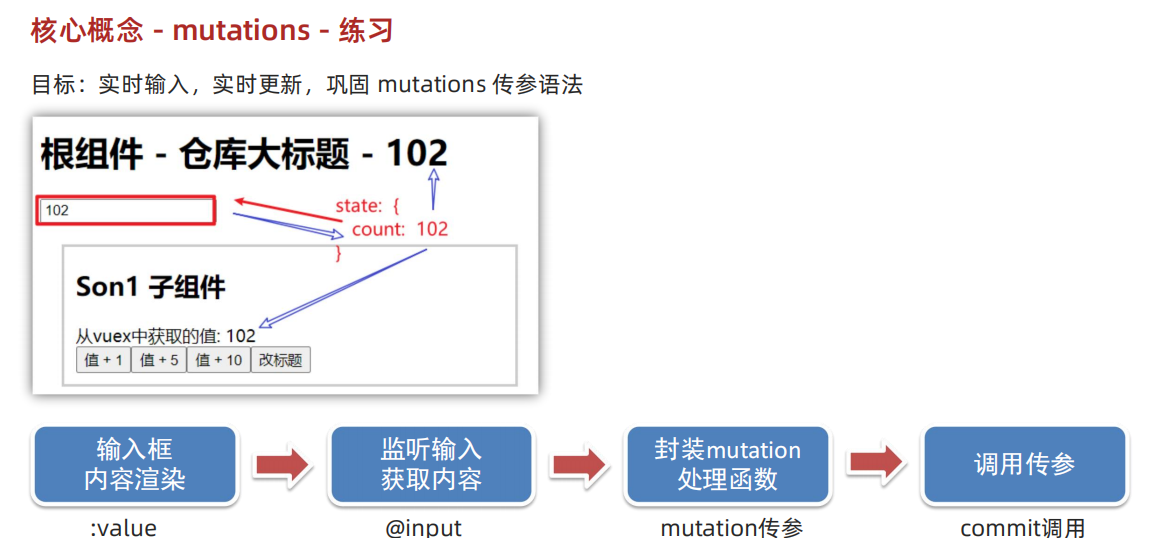 核心概念 - mutations - 练习
目标：实时输入，实时更新，巩固 mutations 传参语法
根组件 - 仓库大标题 - 102
102
state: {
count: 102
}
Son1 子组件
从vuex中获取的值: 102
值 + 1 值 + 5 值 + 10 改标题
输入框
内容渲染
监听输入
获取内容
封装mutation
处理函数
调用传参
:value
@input
mutation传参
commit调用